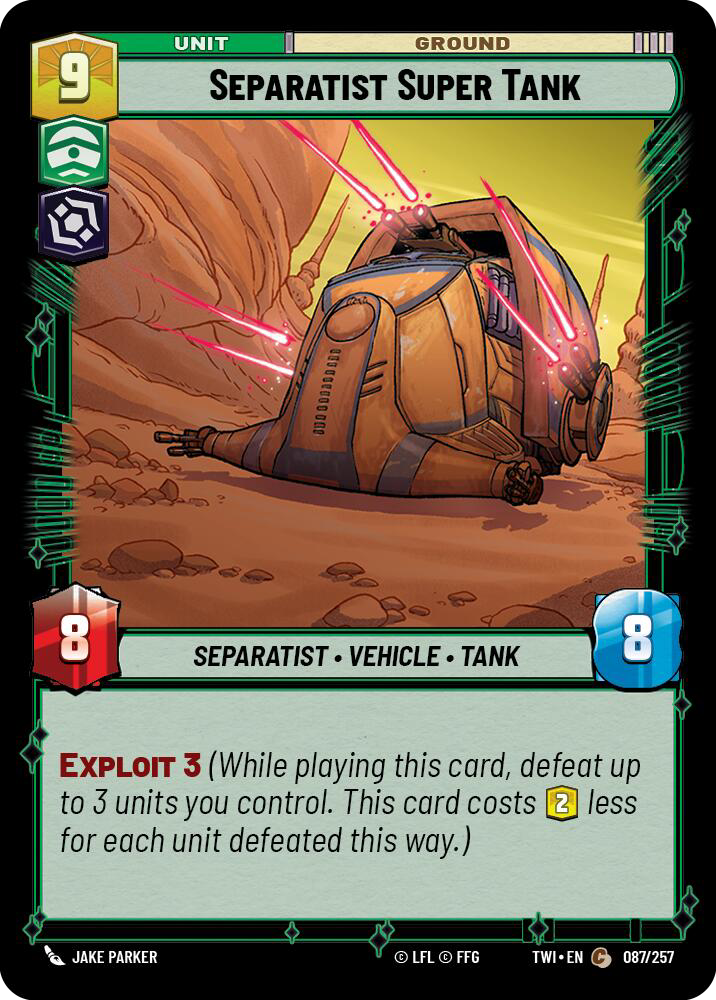 UNIT GROUND
9 SEPARATIST SUPER TANK
8 SEPARATIST • VEHICLE • TANK 8
EXPLOIT 3 (While playing this card, defeat up
to 3 units you control. This card costs 2 less
for each unit defeated this way.)
JAKE PARKER © LFL © FFG TWI • EN C 087/257